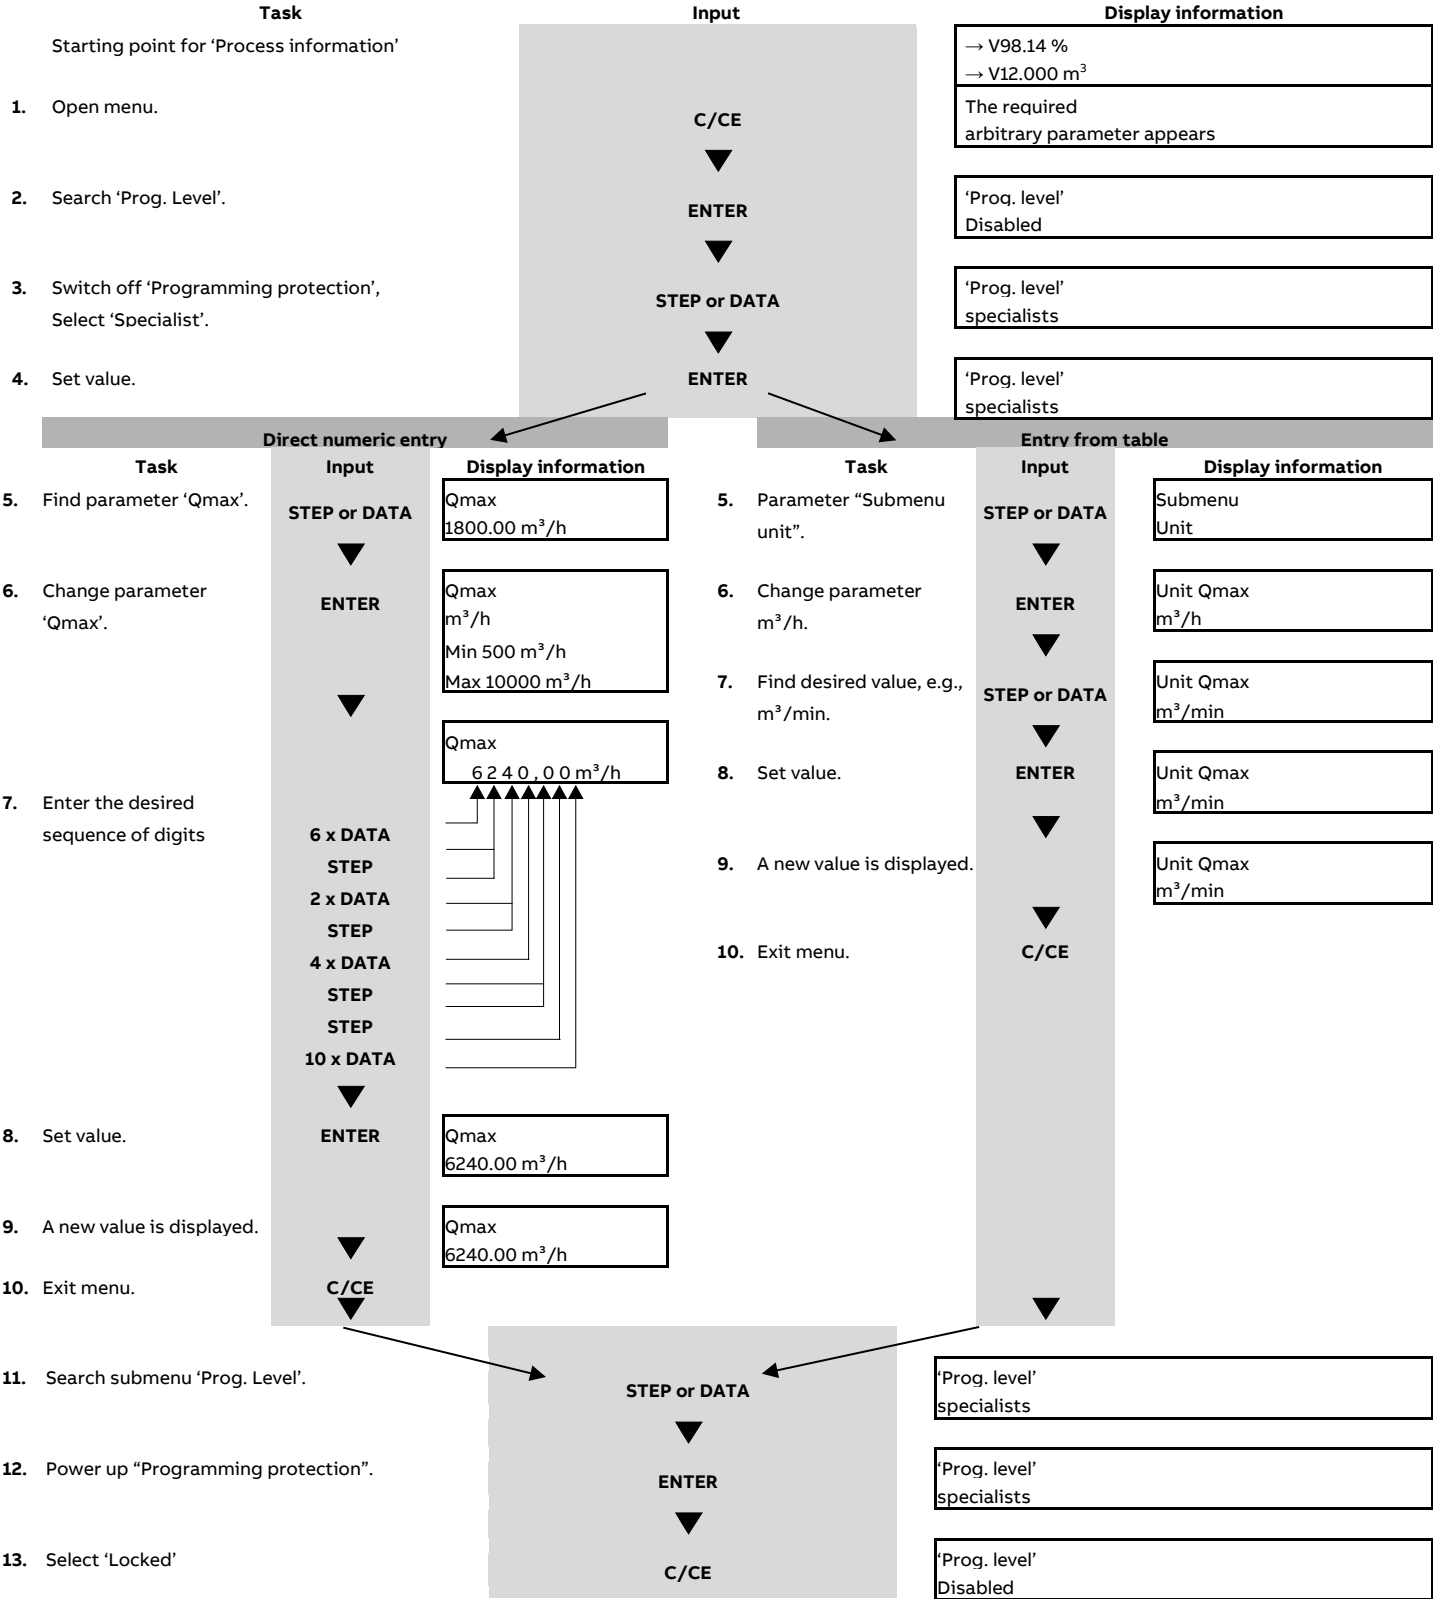 Task Input Display information
Starting point for ‘Process information’
→ V98.14 %
→ V12.000 m³
1. Open menu.
C/CE
The required
arbitrary parameter appears
2. Search ‘Prog. Level’.
ENTER
‘Prog. level’
Disabled
3. Switch off ‘Programming protection’,
Select ‘Specialist’.
STEP or DATA
‘Prog. level’
specialists
4. Set value.
ENTER
‘Prog. level’
specialists
Direct numeric entry
Task Input Display information
5. Find parameter ‘Qmax’.
STEP or DATA
Qmax
1800.00 m³/h
6. Change parameter
‘Qmax’.
ENTER
Qmax
m³/h
Min 500 m³/h
Max 10000 m³/h
Qmax
6 2 4 0 , 0 0 m³/h
7. Enter the desired
sequence of digits
6 x DATA
STEP
2 x DATA
STEP
4 x DATA
STEP
STEP
10 x DATA
8. Set value.
ENTER
Qmax
6240.00 m³/h
9. A new value is displayed.
Qmax
6240.00 m³/h
10. Exit menu.
C/CE
Entry from table
Task Input Display information
5. Parameter “Submenu
unit”.
STEP or DATA
Submenu
Unit
6. Change parameter
m³/h.
ENTER
Unit Qmax
m³/h
7. Find desired value, e.g.,
m³/min.
STEP or DATA
Unit Qmax
m³/min
8. Set value.
ENTER
Unit Qmax
m³/min
9. A new value is displayed.
Unit Qmax
m³/min
10. Exit menu.
C/CE
11. Search submenu ‘Prog. Level’.
STEP or DATA
‘Prog. level’
specialists
12. Power up “Programming protection”.
ENTER
‘Prog. level’
specialists
13. Select ‘Locked’
C/CE
‘Prog. level’
Disabled